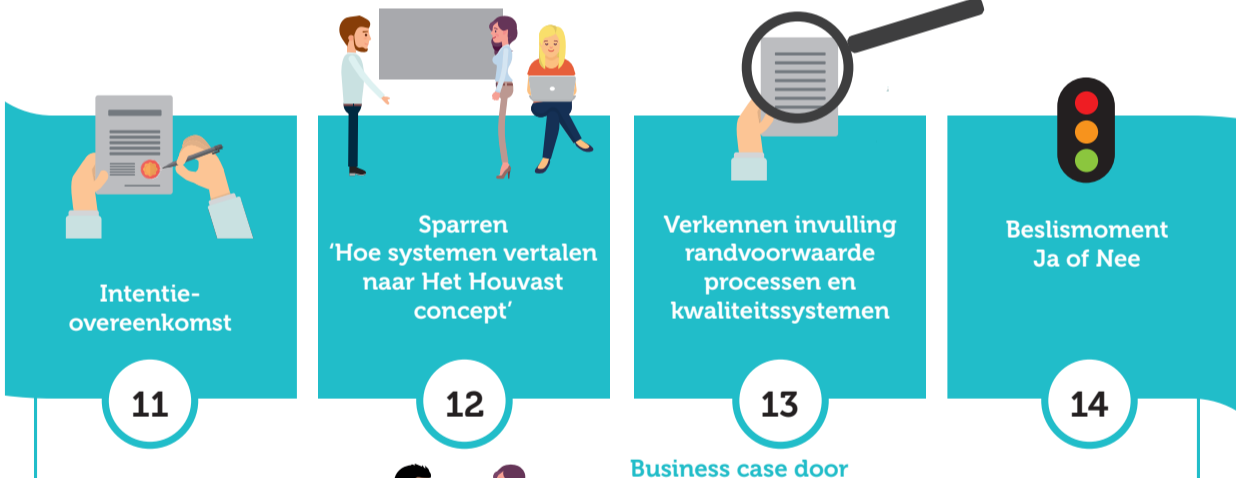 Intentie-
overeenkomst
11
Sparren
‘Hoe systemen vertalen
naar Het Houvast
concept’
12
Verkennen invulling
randvoorwaarde
processen en
kwaliteitssystemen
13
Beslismoment
Ja of Nee
14
Business case door